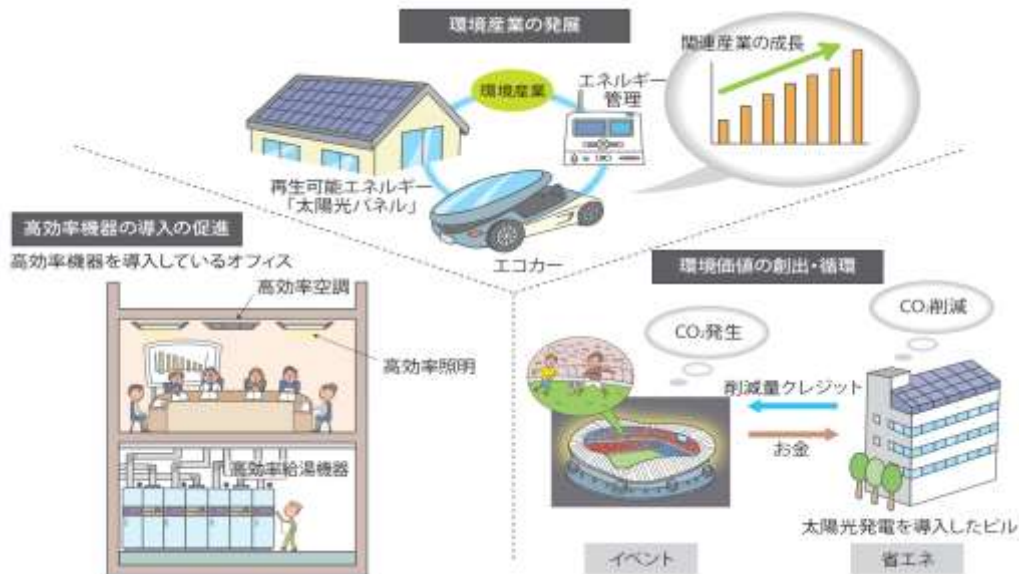 環境産業の発展
関連産業の成長
環境産業
エネルギー
管理
再生可能エネルギー
「太陽光パネル」
エコカー
高効率機器の導入の促進
高効率機器を導入しているオフィス
高効率空調
高効率照明
高効率給湯機器
環境価値の創出・循環
CO₂発生
CO₂削減
削減量クレジット
お金
太陽光発電を導入したビル
イベント
省エネ